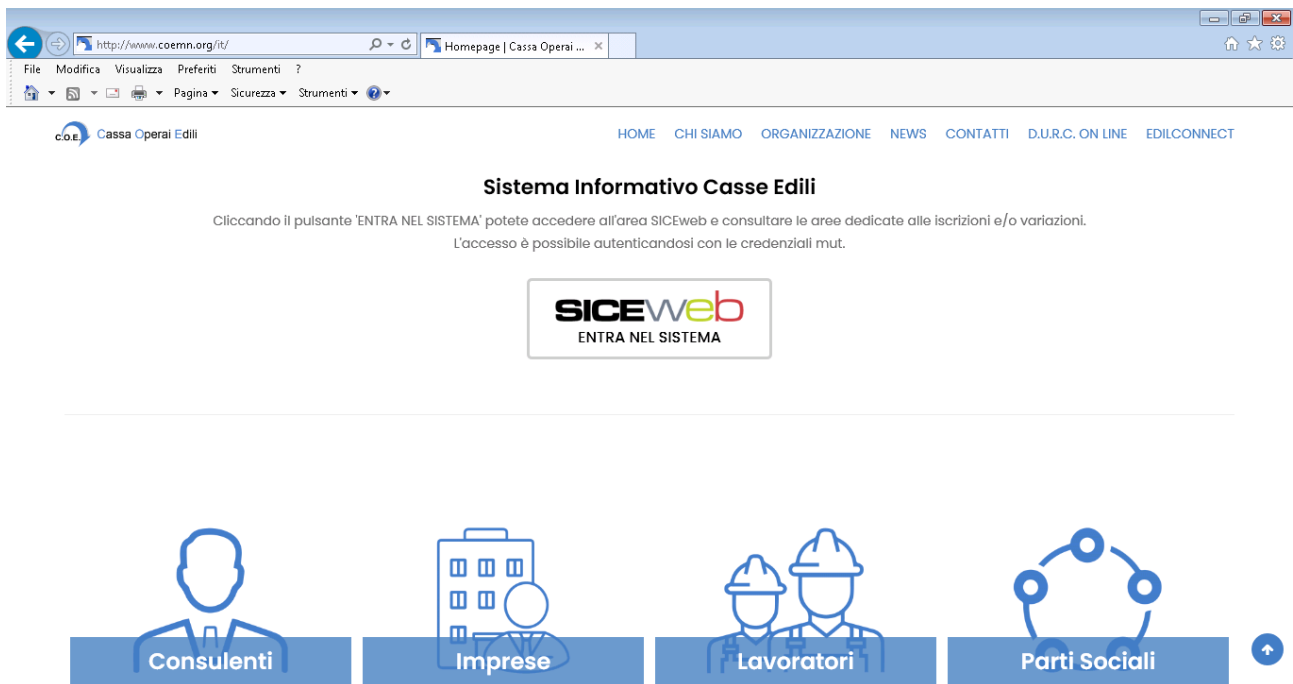 http://www.coemn.org/it/
Homepage | Cassa Operai ...
File Modifica Visualizza Preferiti Strumenti ?
Pagina Sicurezza Strumenti
C.O.E. Cassa Operai Edili
HOME CHI SIAMO ORGANIZZAZIONE NEWS CONTATTI D.U.R.C. ON LINE EDILCONNECT
Sistema Informativo Casse Edili
Cliccando il pulsante 'ENTRA NEL SISTEMA' potete accedere all'area SICEweb e consultare le aree dedicate alle iscrizioni e/o variazioni.
L'accesso è possibile autenticandosi con le credenziali mut.
SICEweb
ENTRA NEL SISTEMA
Consulenti
Imprese
Lavoratori
Parti Sociali